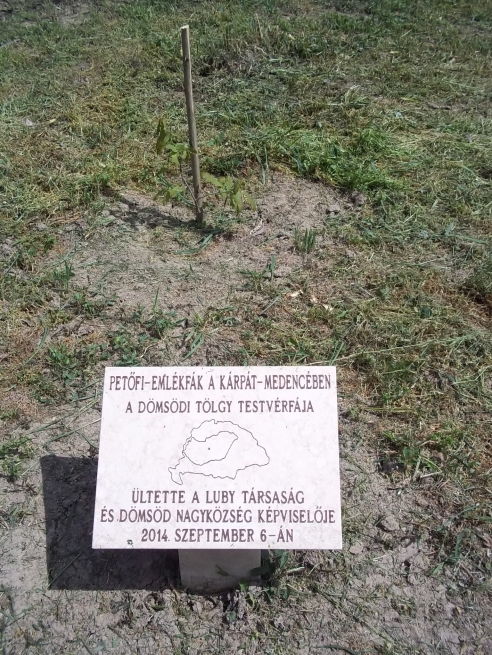 PETŐFI-EMLÉKFÁK A KÁRPÁT-MEDENCÉBEN
A DÖMSÖDI TÖLGY TESTVÉRFÁJA
ÜLTETTE A LUBY TÁRSASÁG
ÉS DÖMSÖD NAGYKÖZSÉG KÉPVISELŐJE
2014. SZEPTEMBER 6-ÁN